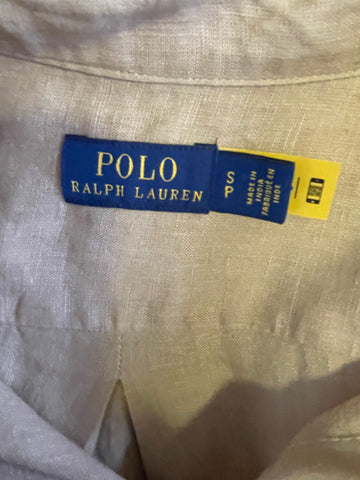 POLO
RALPH LAUREN
S
P
MADE IN
INDIA
FABRIQUÉ EN
INDE